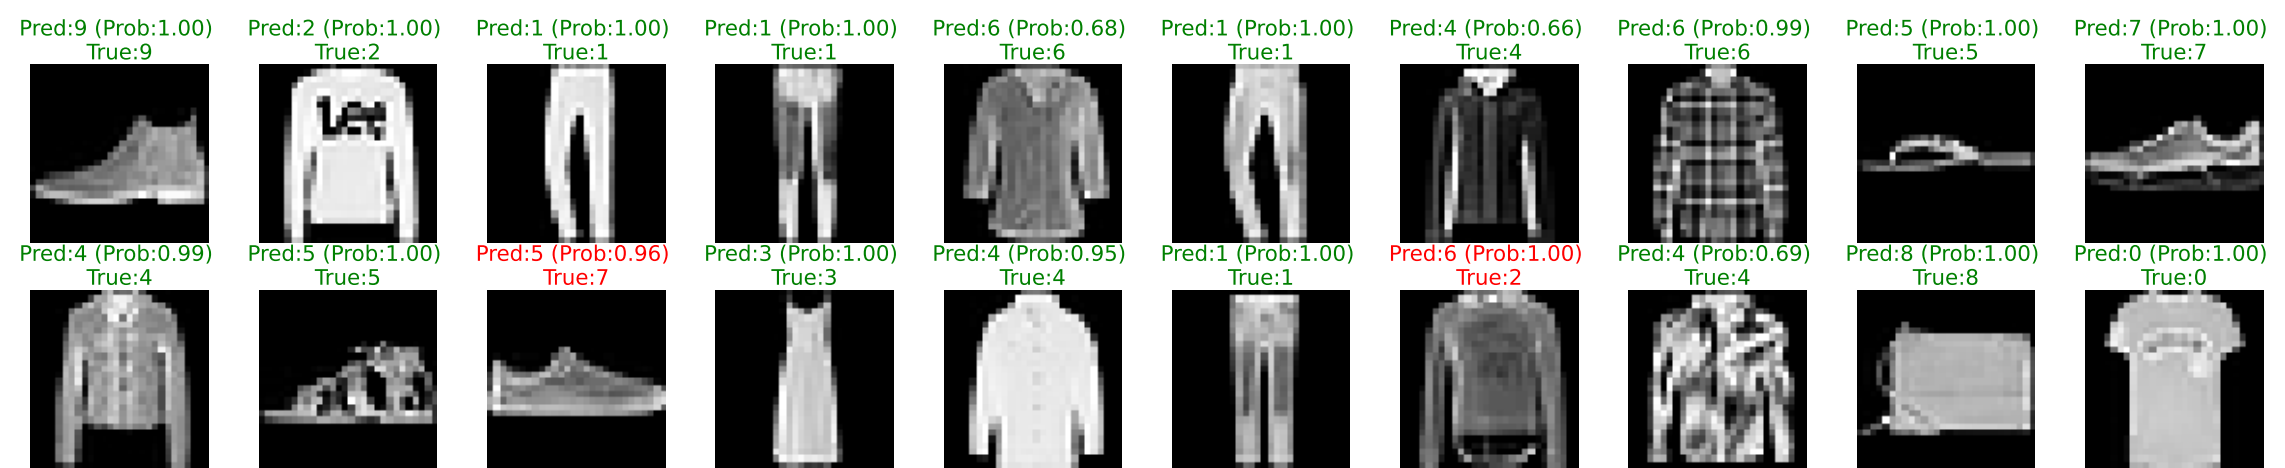 Pred:9 (Prob:1.00) Pred:2 (Prob:1.00) Pred:1 (Prob:1.00) Pred:1 (Prob:1.00) Pred:6 (Prob:0.68) Pred:1 (Prob:1.00) Pred:4 (Prob:0.66) Pred:6 (Prob:0.99) Pred:5 (Prob:1.00) Pred:7 (Prob:1.00)
True:9 True:2 True:1 True:1 True:6 True:1 True:4 True:6 True:5 True:7
Lee
Pred:4 (Prob:0.99) Pred:5 (Prob:1.00) Pred:5 (Prob:0.96) Pred:3 (Prob:1.00) Pred:4 (Prob:0.95) Pred:1 (Prob:1.00) Pred:6 (Prob:1.00) Pred:4 (Prob:0.69) Pred:8 (Prob:1.00) Pred:0 (Prob:1.00)
True:4 True:5 True:7 True:3 True:4 True:1 True:2 True:4 True:8 True:0